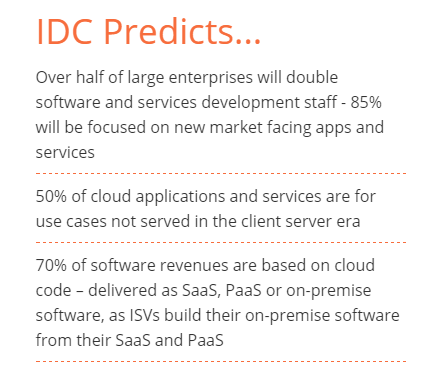 IDC Predicts...
Over half of large enterprises will double
software and services development staff - 85%
will be focused on new market facing apps and
services
50% of cloud applications and services are for
use cases not served in the client server era
70% of software revenues are based on cloud
code – delivered as SaaS, PaaS or on-premise
software, as ISVs build their on-premise software
from their SaaS and PaaS